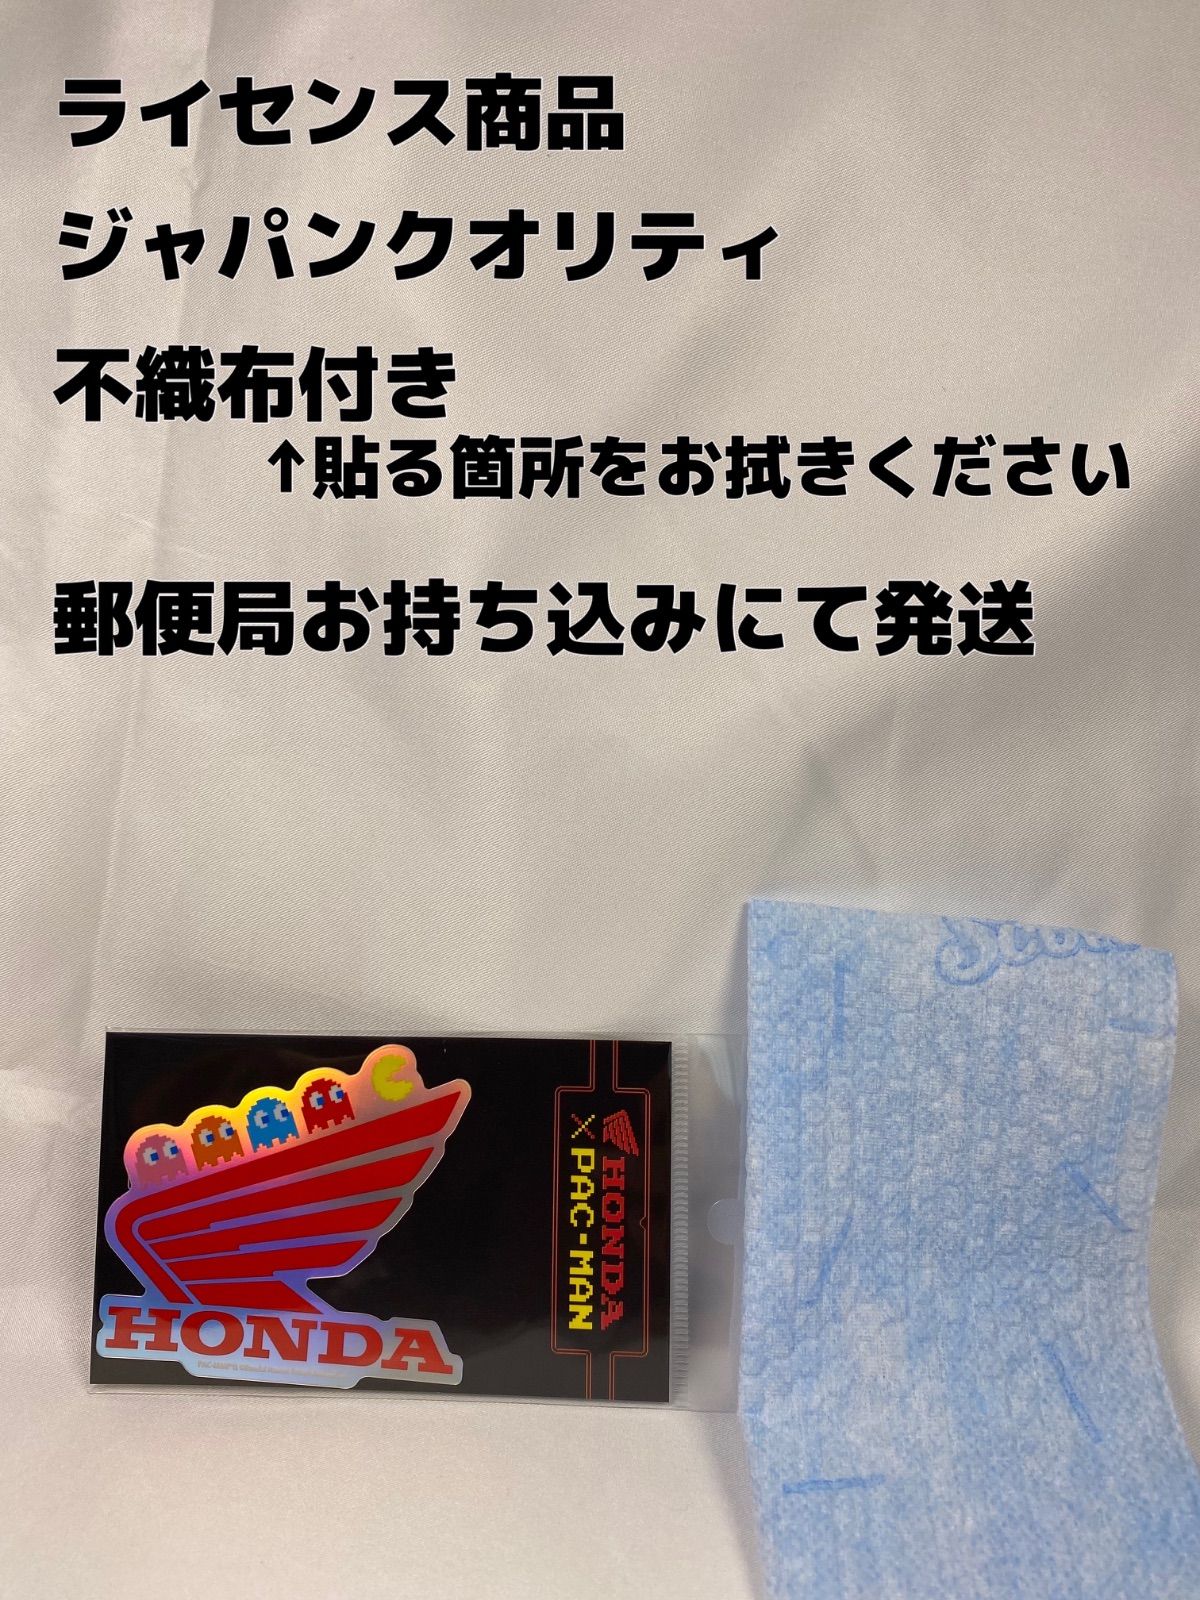 ライセンス商品
ジャパンクオリティ
不織布付き
↑貼る箇所をお拭きください
郵便局お持ち込みにて発送
HONDA
HONDA
× PAC-MAN